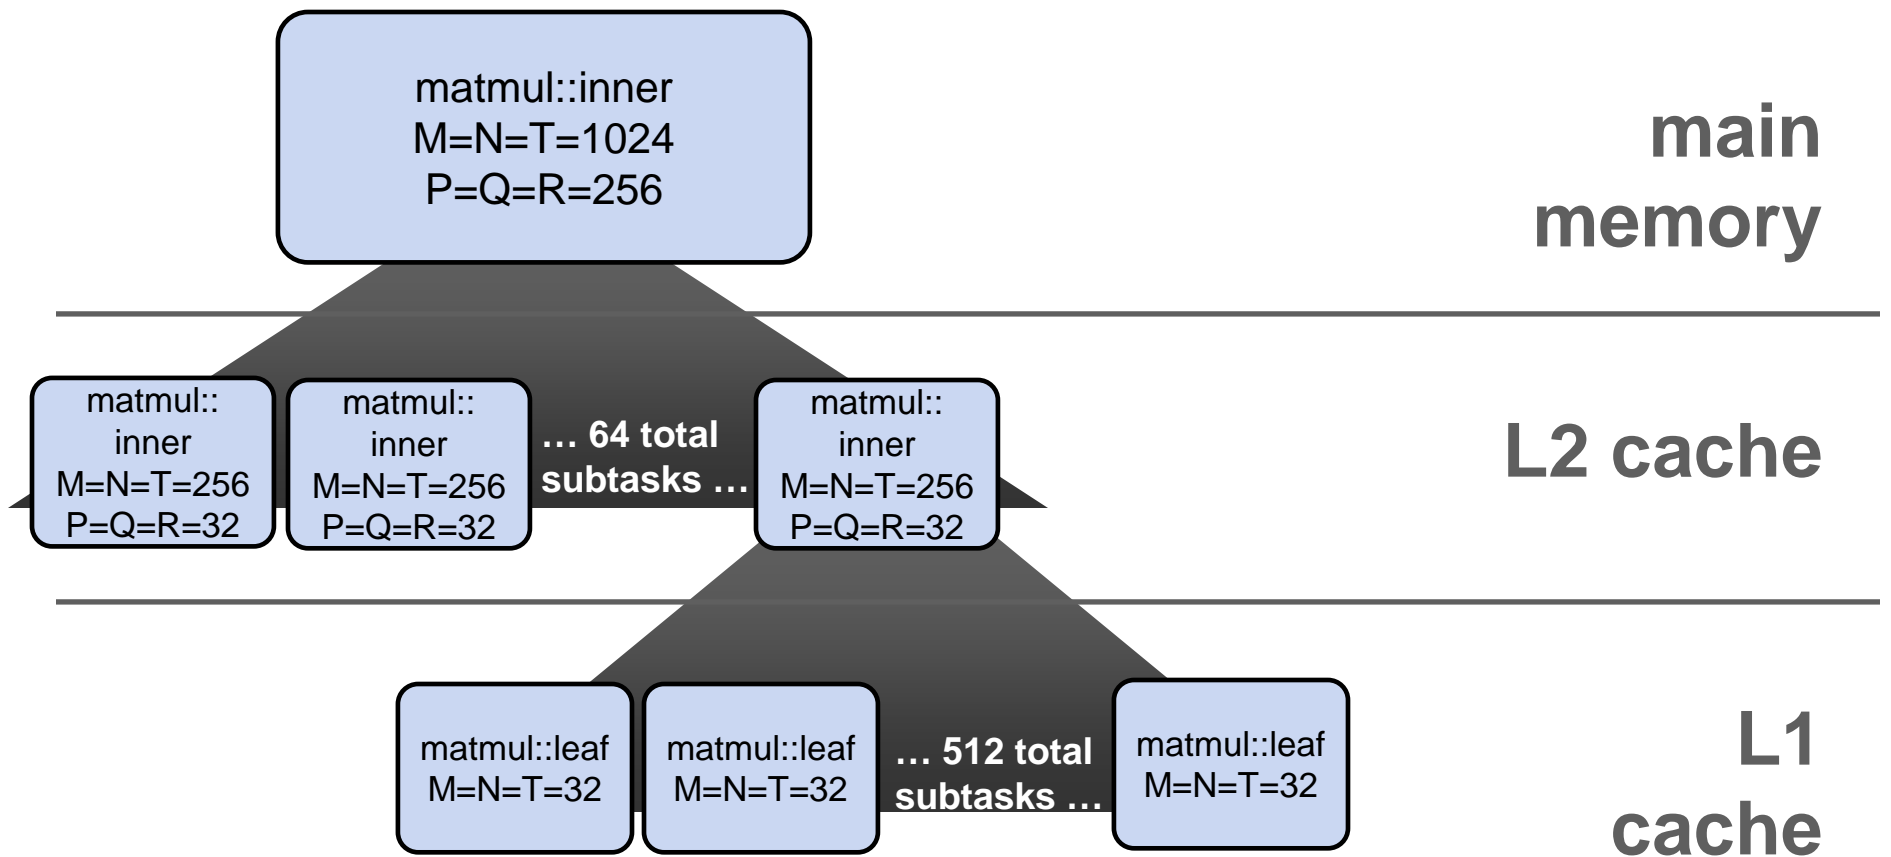 matmul::inner
M=N=T=1024
P=Q=R=256
main
memory
matmul::
inner
M=N=T=256
P=Q=R=32
matmul::
inner
M=N=T=256
P=Q=R=32
… 64 total
subtasks …
matmul::
inner
M=N=T=256
P=Q=R=32
L2 cache
matmul::leaf
M=N=T=32
matmul::leaf
M=N=T=32
… 512 total
subtasks …
matmul::leaf
M=N=T=32
L1
cache